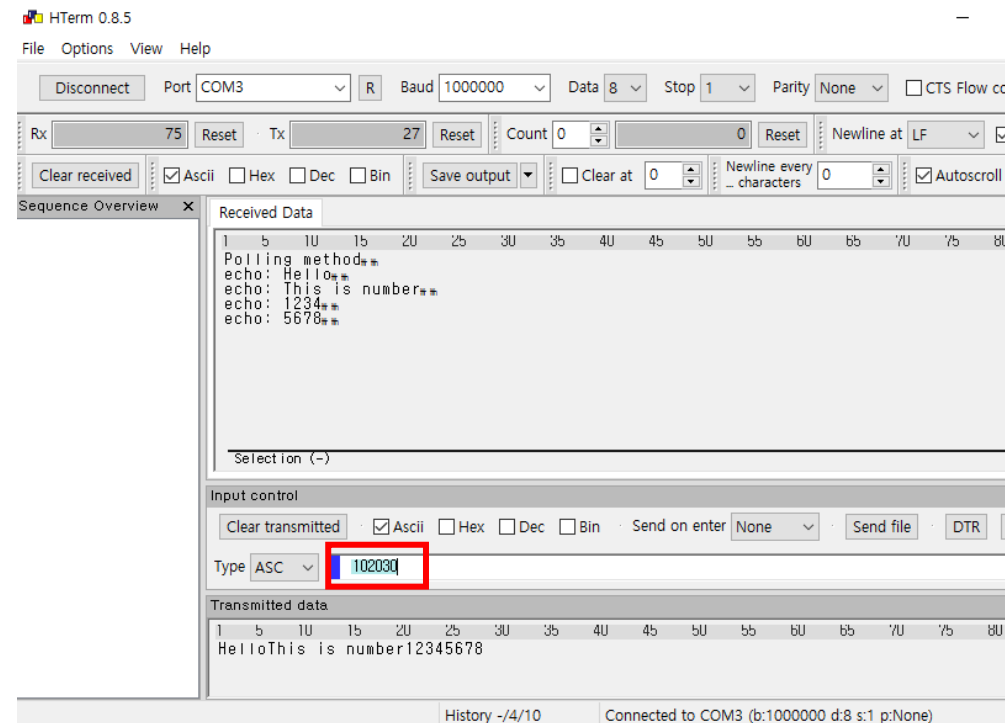 HTerm 0.8.5
File Options View Help
Disconnect Port COM3 R Baud 1000000 Data 8 Stop 1 Parity None CTS Flow co
Rx 75 Reset Tx 27 Reset Count 0 0 Reset Newline at LF
Clear received Ascii Hex Dec Bin Save output Clear at 0 Newline every ... characters 0 Autoscroll
Sequence Overview X
Received Data
1 5 10 15 20 25 30 35 40 45 50 55 60 65 70 75 80
Polling method
echo: Hello
echo: This is number
echo: 1234
echo: 5678
Selection (-)
Input control
Clear transmitted Ascii Hex Dec Bin Send on enter None Send file DTR
Type ASC 102030
Transmitted data
1 5 10 15 20 25 30 35 40 45 50 55 60 65 70 75 80
HelloThis is number12345678
History -/4/10 Connected to COM3 (b:1000000 d:8 s:1 p:None)